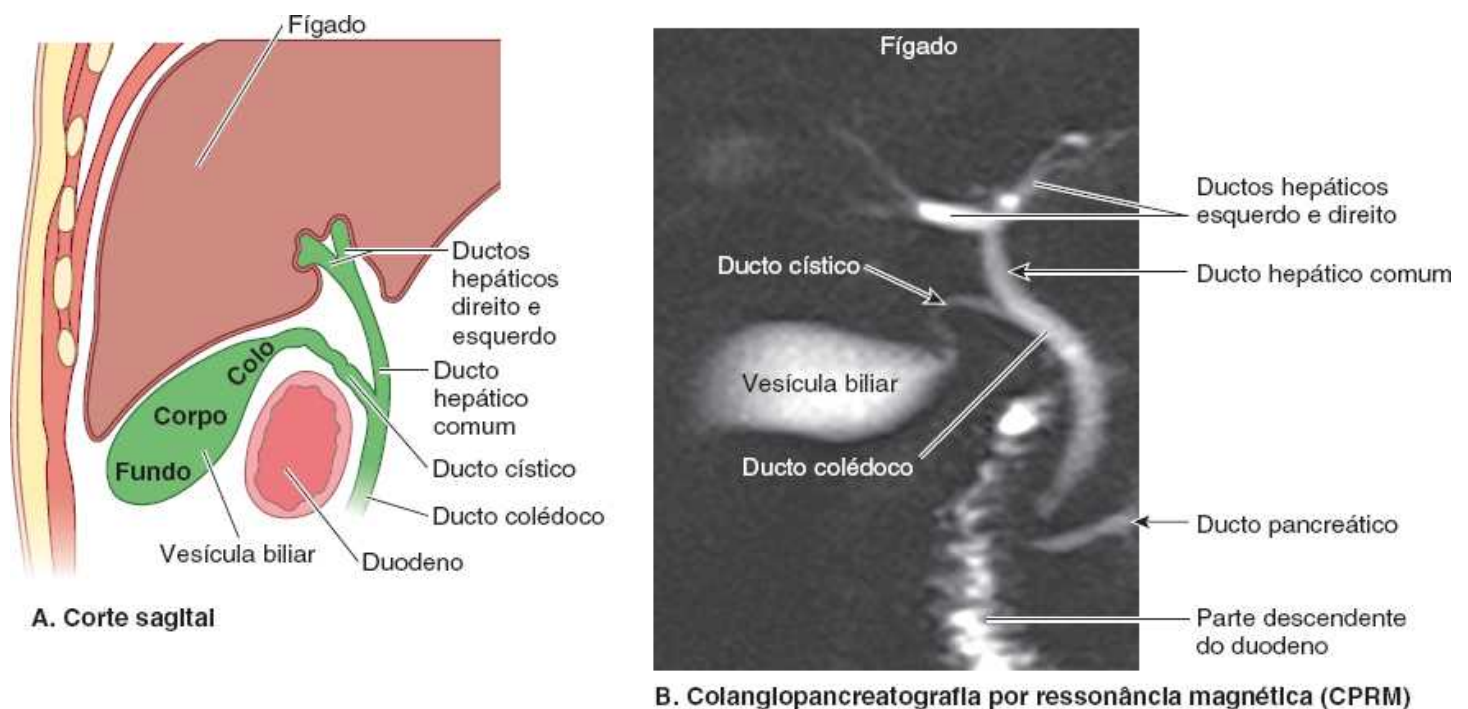 Fígado
Ductos
hepáticos
direito e
esquerdo
Colo
Ducto
hepático
comum
Corpo
Fundo
Ducto cístico
Ducto colédoco
Vesícula biliar
Duodeno
A. Corte sagital
Fígado
Ductos hepáticos
esquerdo e direito
Ducto cístico
Ducto hepático comum
Vesícula biliar
Ducto colédoco
Ducto pancreático
Parte descendente
do duodeno
B. Colangiopancreatografia por ressonância magnética (CPRM)